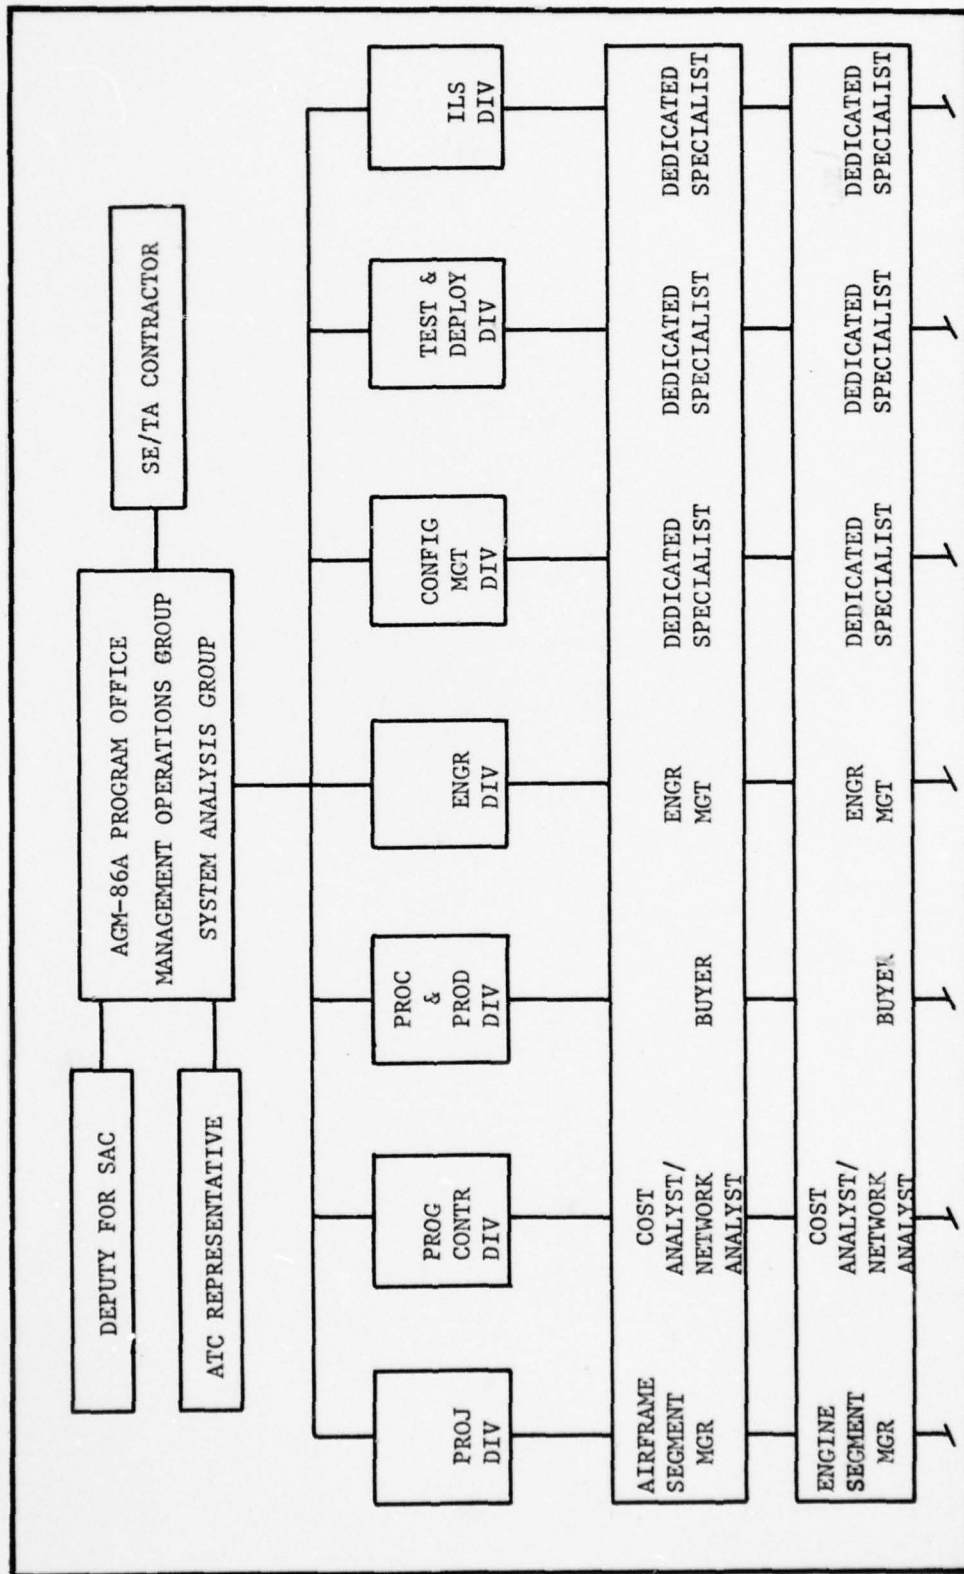 DEPUTY FOR SAC
ATC REPRESENTATIVE
AGM-86A PROGRAM OFFICE
MANAGEMENT OPERATIONS GROUP
SYSTEM ANALYSIS GROUP
SE/TA CONTRACTOR
PROJ
DIV
PROG
CONTR
DIV
PROC
&
PROD
DIV
ENGR
DIV
CONFIG
MGT
DIV
TEST &
DEPLOY
DIV
ILS
DIV
AIRFRAME
SEGMENT
MGR
COST
ANALYST/
NETWORK
ANALYST
BUYER
ENGR
MGT
DEDICATED
SPECIALIST
DEDICATED
SPECIALIST
DEDICATED
SPECIALIST
ENGINE
SEGMENT
MGR
COST
ANALYST/
NETWORK
ANALYST
BUYER
ENGR
MGT
DEDICATED
SPECIALIST
DEDICATED
SPECIALIST
DEDICATED
SPECIALIST